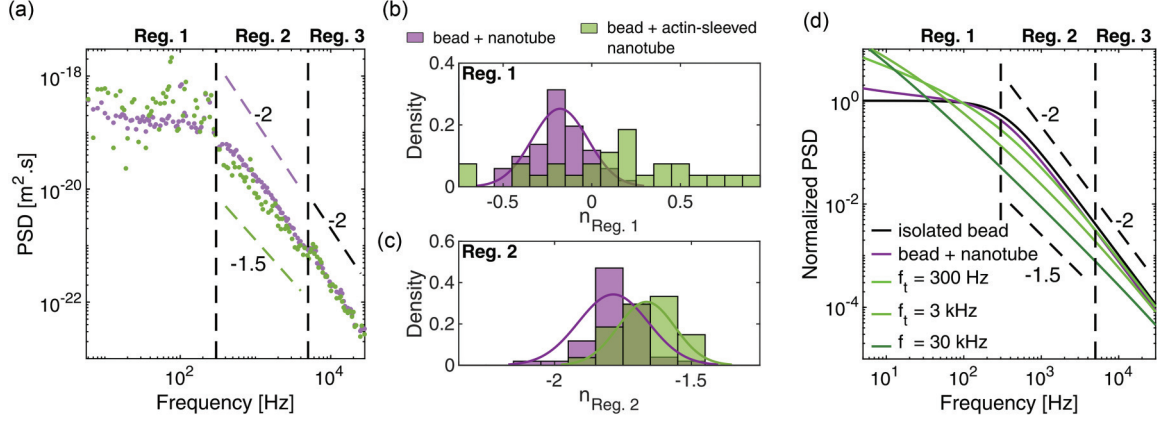 (a)
Reg. 1 Reg. 2 Reg. 3
10^-18
10^-20
10^-22
-2
-1.5
-2
PSD [m^2.s]
10^2 10^4
Frequency [Hz]
(b)
bead + nanotube
bead + actin-sleeved
nanotube
Reg. 1
0.4
0.2
0
Density
-0.5 0 0.5
n_Reg. 1
(c)
Reg. 2
0.6
0.4
0.2
0
Density
-2 -1.5
n_Reg. 2
(d)
Reg. 1 Reg. 2 Reg. 3
10^0
10^-2
10^-4
Normalized PSD
-2
-2
-1.5
isolated bead
bead + nanotube
f_t = 300 Hz
f_t = 3 kHz
f = 30 kHz
10^1 10^2 10^3 10^4
Frequency [Hz]